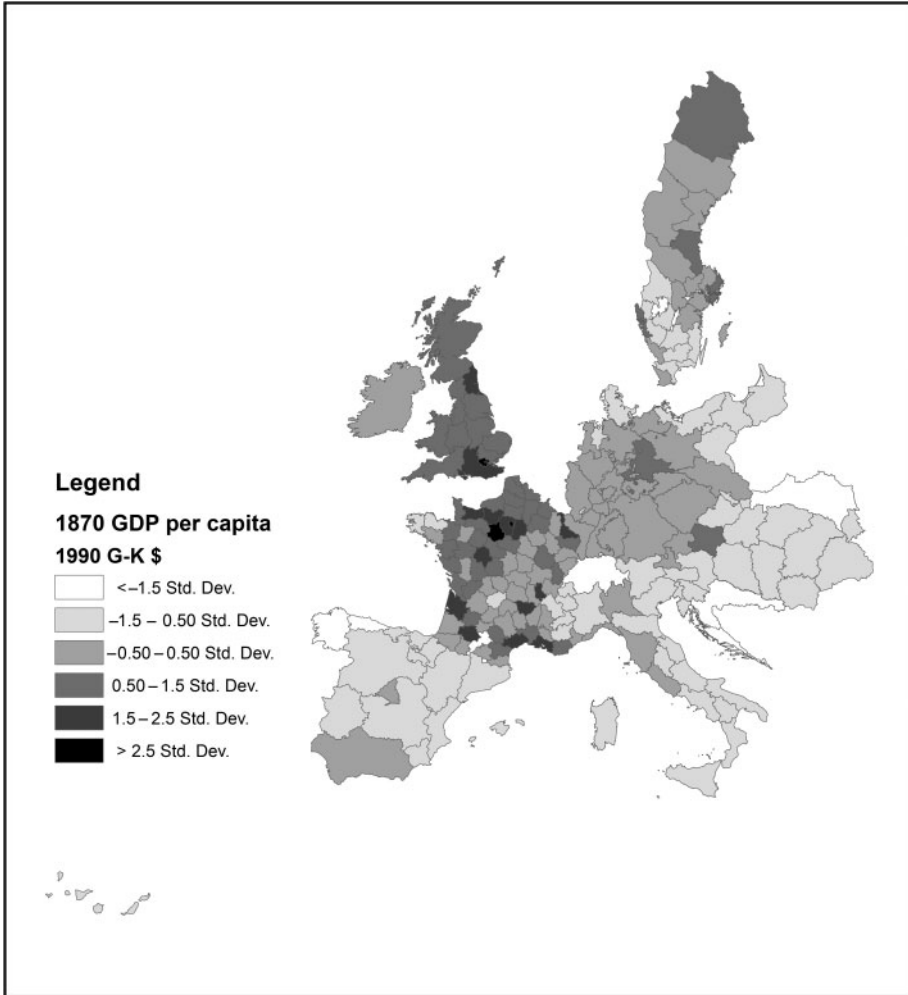 Legend
1870 GDP per capita
1990 G-K $
<–1.5 Std. Dev.
–1.5 – 0.50 Std. Dev.
–0.50 – 0.50 Std. Dev.
0.50 – 1.5 Std. Dev.
1.5 – 2.5 Std. Dev.
> 2.5 Std. Dev.